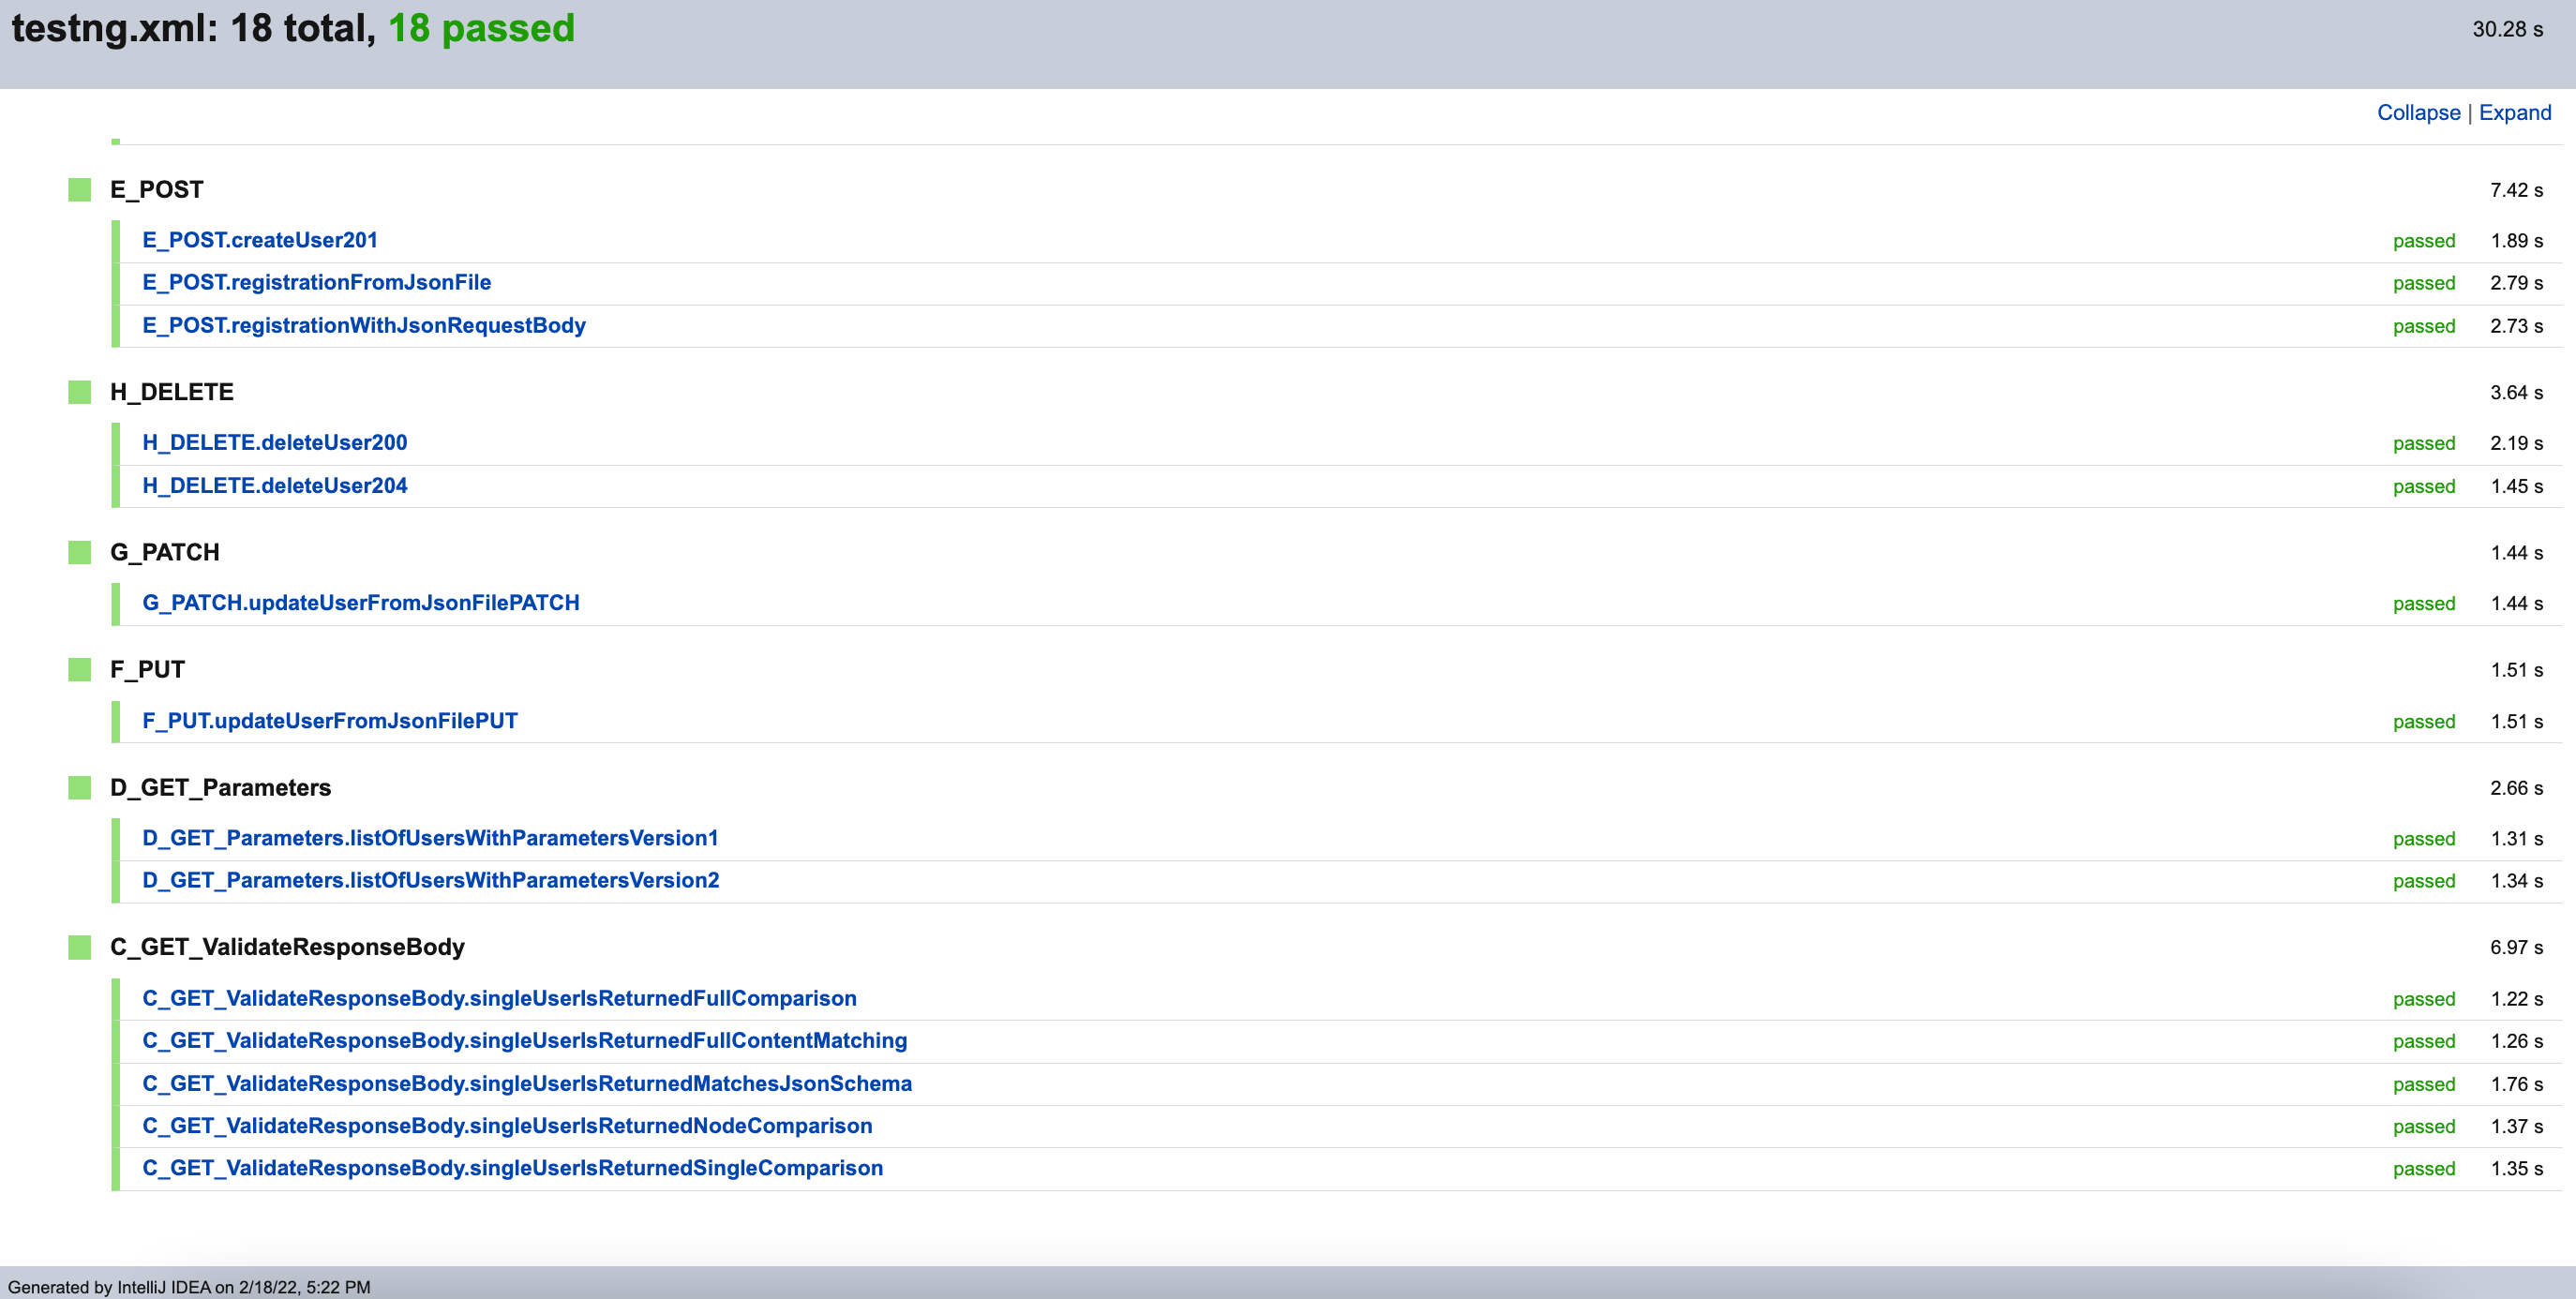 testng.xml: 18 total, 18 passed 30.28 s
Collapse | Expand
E_POST 7.42 s
E_POST.createUser201 passed 1.89 s
E_POST.registrationFromJsonFile passed 2.79 s
E_POST.registrationWithJsonRequestBody passed 2.73 s
H_DELETE 3.64 s
H_DELETE.deleteUser200 passed 2.19 s
H_DELETE.deleteUser204 passed 1.45 s
G_PATCH 1.44 s
G_PATCH.updateUserFromJsonFilePATCH passed 1.44 s
F_PUT 1.51 s
F_PUT.updateUserFromJsonFilePUT passed 1.51 s
D_GET_Parameters 2.66 s
D_GET_Parameters.listOfUsersWithParametersVersion1 passed 1.31 s
D_GET_Parameters.listOfUsersWithParametersVersion2 passed 1.34 s
C_GET_ValidateResponseBody 6.97 s
C_GET_ValidateResponseBody.singleUserIsReturnedFullComparison passed 1.22 s
C_GET_ValidateResponseBody.singleUserIsReturnedFullContentMatching passed 1.26 s
C_GET_ValidateResponseBody.singleUserIsReturnedMatchesJsonSchema passed 1.76 s
C_GET_ValidateResponseBody.singleUserIsReturnedNodeComparison passed 1.37 s
C_GET_ValidateResponseBody.singleUserIsReturnedSingleComparison passed 1.35 s
Generated by IntelliJ IDEA on 2/18/22, 5:22 PM